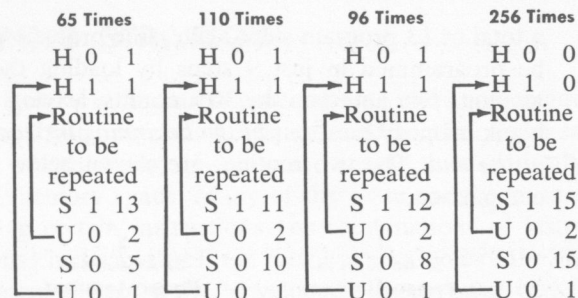 65 Times
H 0 1
H 1 1
Routine
to be
repeated
S 1 13
U 0 2
S 0 5
U 0 1
110 Times
H 0 1
H 1 1
Routine
to be
repeated
S 1 11
U 0 2
S 0 10
U 0 1
96 Times
H 0 1
H 1 1
Routine
to be
repeated
S 1 12
U 0 2
S 0 8
U 0 1
256 Times
H 0 0
H 1 0
Routine
to be
repeated
S 1 15
U 0 2
S 0 15
U 0 1